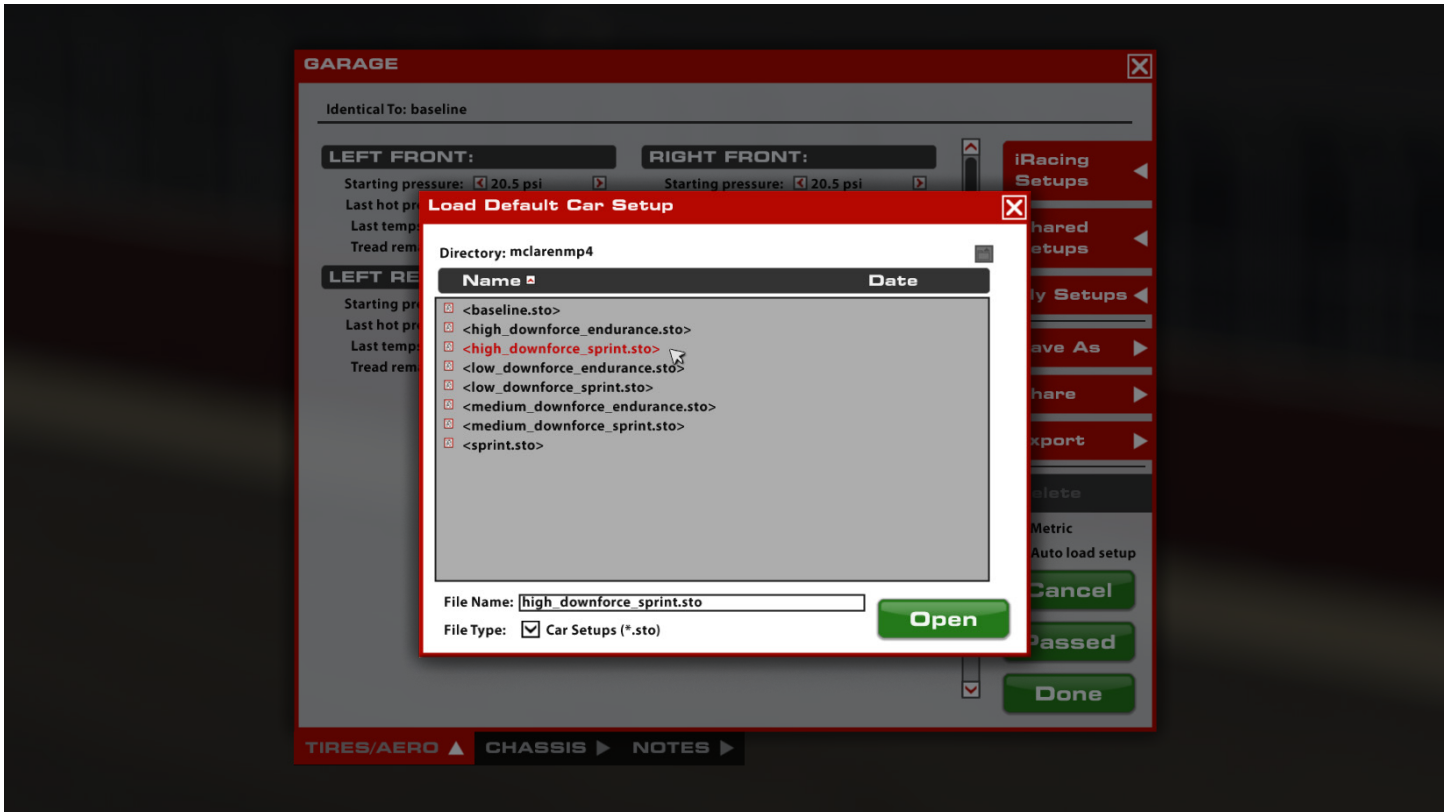 GARAGE
Identical To: baseline
LEFT FRONT:
RIGHT FRONT:
Starting pressure: 20.5 psi
Starting pressure: 20.5 psi
Last hot pr
Last temp
Tread rem
LEFT RE
Starting pr
Last hot pr
Last temp
Tread rem
iRacing
Setups
hared
etups
y Setups
ave As
hare
xport
elete
Metric
Auto load setup
Cancel
Passed
Done
Load Default Car Setup
Directory: mclarenmp4
Name Date
<baseline.sto>
<high_downforce_endurance.sto>
<high_downforce_sprint.sto>
<low_downforce_endurance.sto>
<low_downforce_sprint.sto>
<medium_downforce_endurance.sto>
<medium_downforce_sprint.sto>
<sprint.sto>
File Name: high_downforce_sprint.sto
File Type: Car Setups (*.sto)
Open
TIRES/AERO CHASSIS NOTES